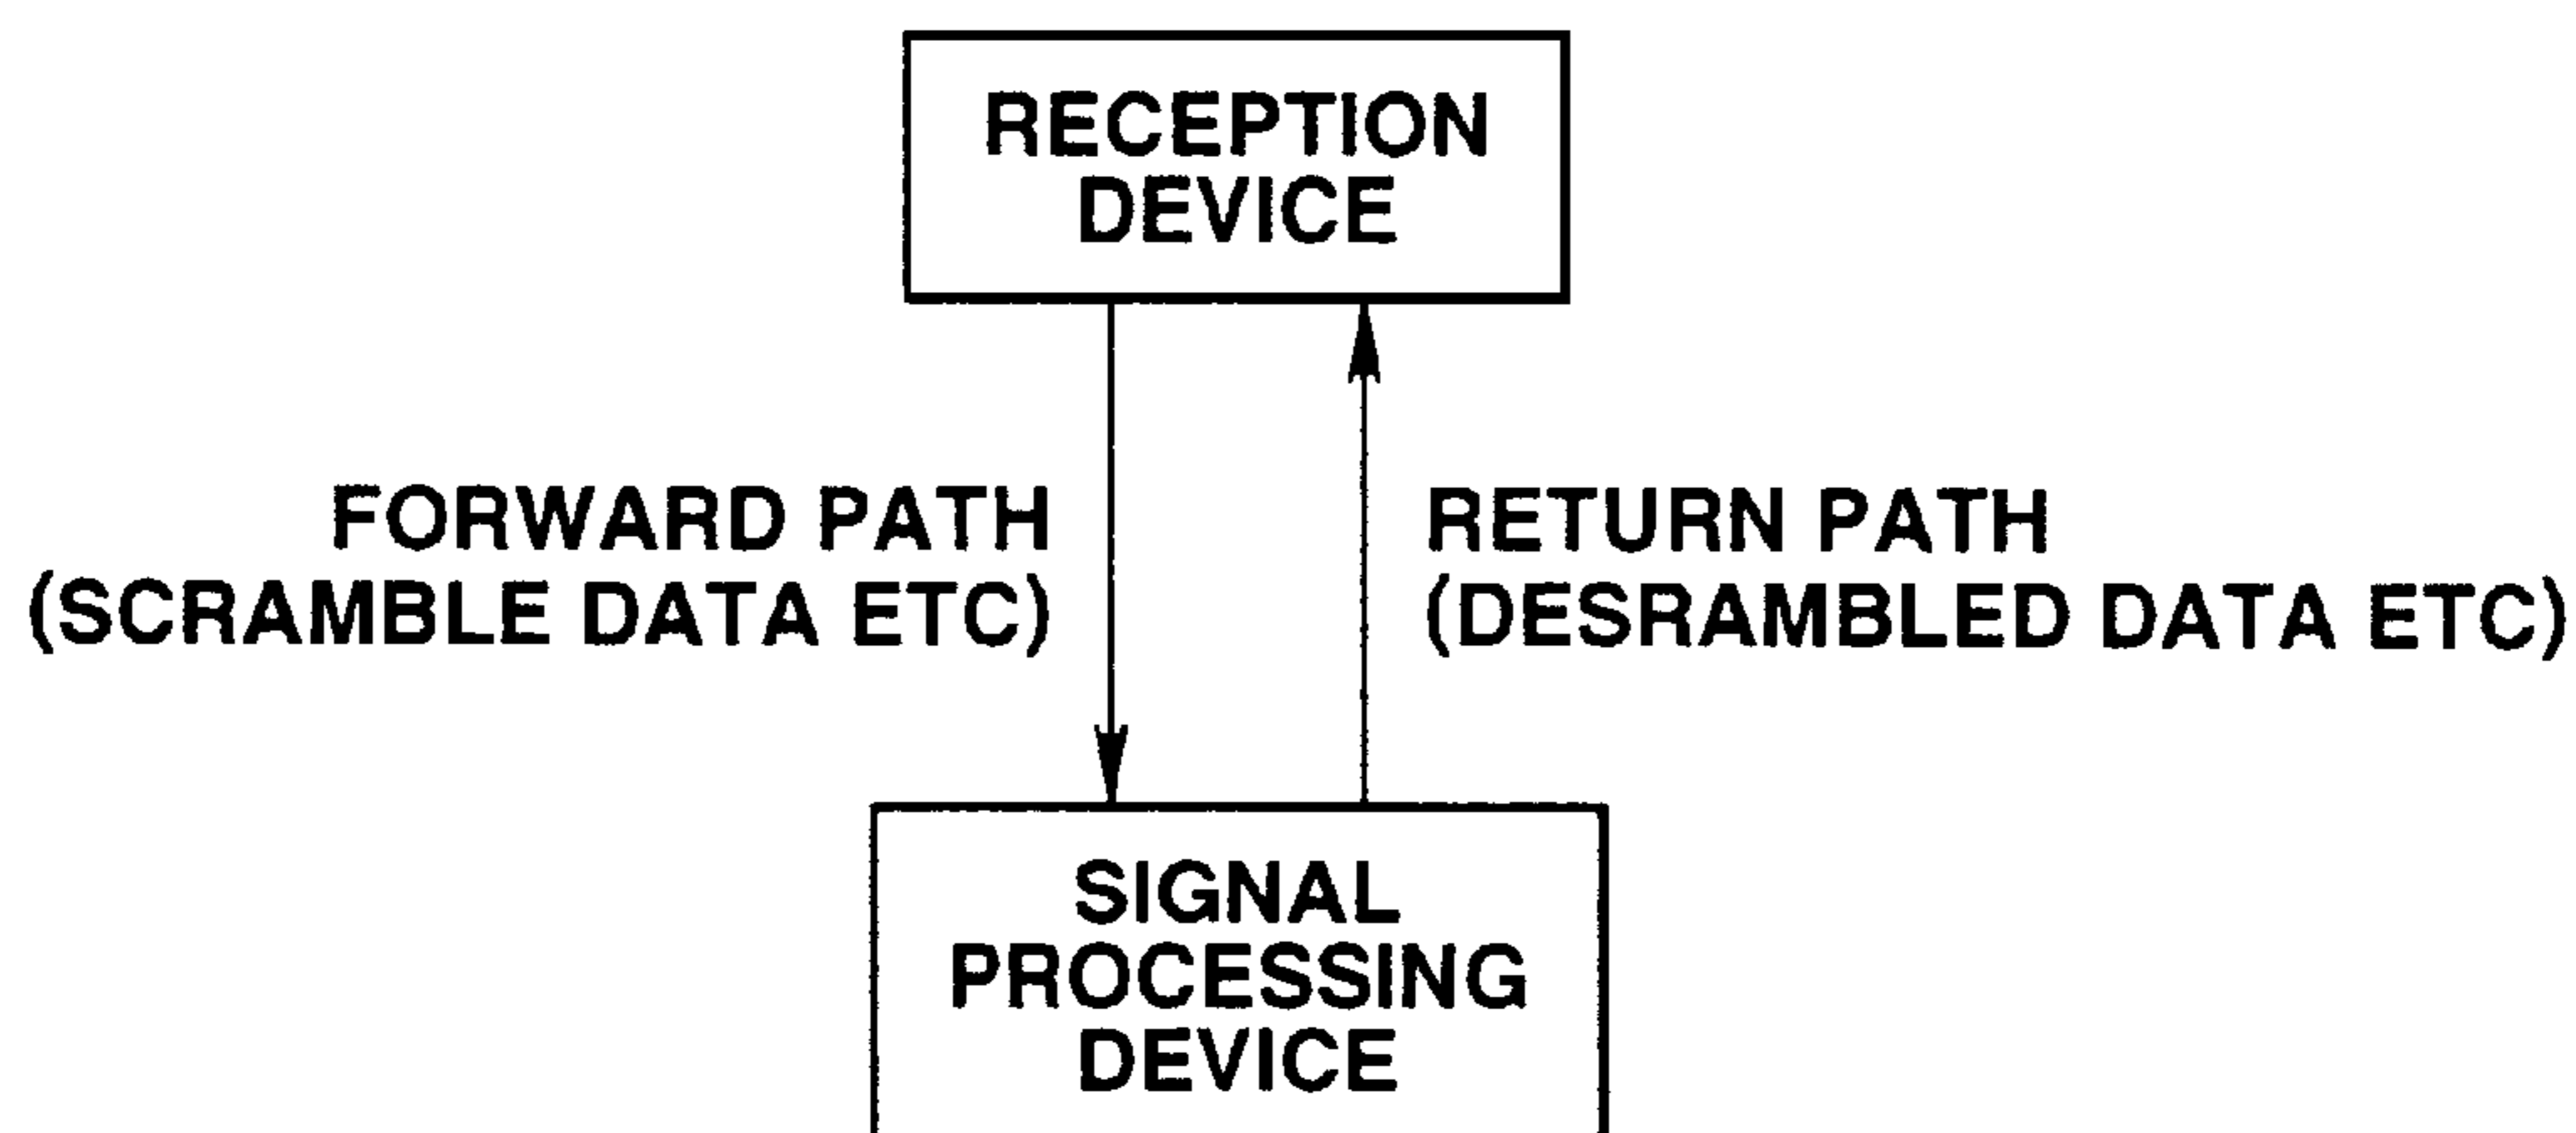 RECEPTION
DEVICE
FORWARD PATH
(SCRAMBLE DATA ETC)
RETURN PATH
(DESRAMBLED DATA ETC)
SIGNAL
PROCESSING
DEVICE